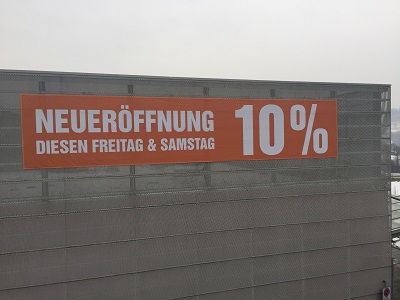 NEUERÖFFNUNG
DIESEN FREITAG & SAMSTAG
10%